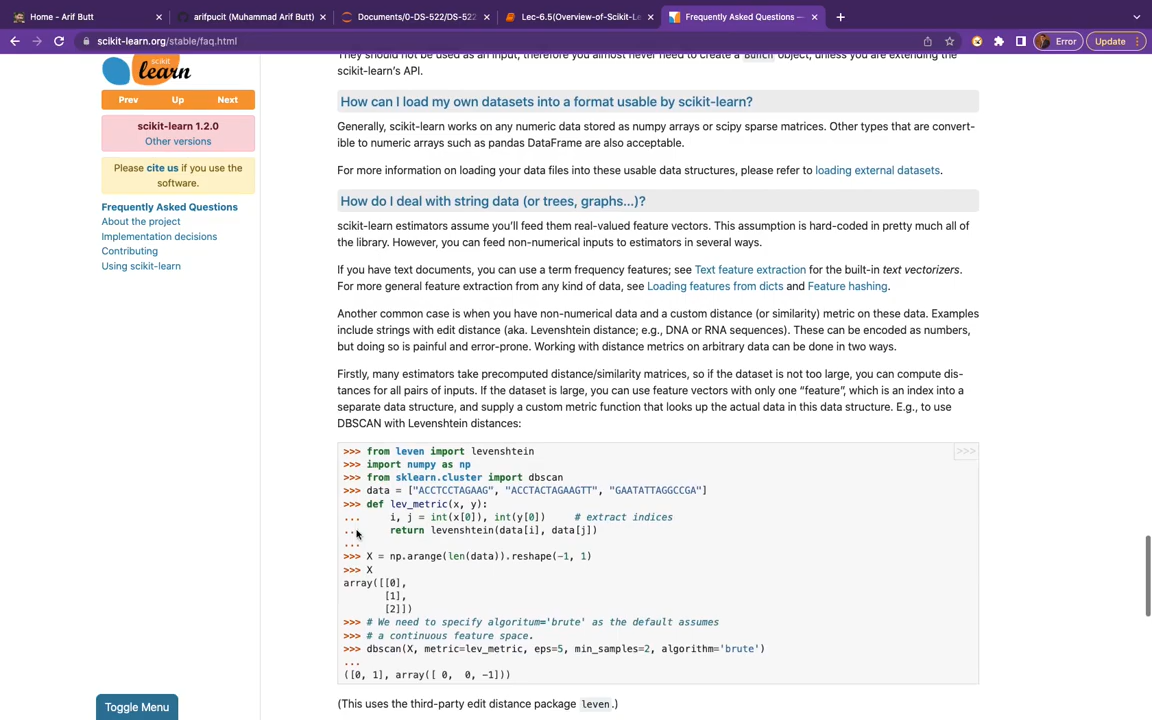 Home - Arif Butt
arifpucit (Muhammad Arif Butt)
Documents/0-DS-522/DS-522
Lec-6.5(Overview-of-Scikit-Le
Frequently Asked Questions —
scikit-learn.org/stable/faq.html
Error
Update
scikit
learn
Prev Up Next
scikit-learn 1.2.0
Other versions
Please cite us if you use the
software.
Frequently Asked Questions
About the project
Implementation decisions
Contributing
Using scikit-learn
Toggle Menu
They should not be used as an input, therefore you almost never need to create a Bunch object, unless you are extending the
scikit-learn's API.
How can I load my own datasets into a format usable by scikit-learn?
Generally, scikit-learn works on any numeric data stored as numpy arrays or scipy sparse matrices. Other types that are convert-
ible to numeric arrays such as pandas DataFrame are also acceptable.
For more information on loading your data files into these usable data structures, please refer to loading external datasets.
How do I deal with string data (or trees, graphs…)?
scikit-learn estimators assume you'll feed them real-valued feature vectors. This assumption is hard-coded in pretty much all of
the library. However, you can feed non-numerical inputs to estimators in several ways.
If you have text documents, you can use a term frequency features; see Text feature extraction for the built-in text vectorizers.
For more general feature extraction from any kind of data, see Loading features from dicts and Feature hashing.
Another common case is when you have non-numerical data and a custom distance (or similarity) metric on these data. Examples
include strings with edit distance (aka. Levenshtein distance; e.g., DNA or RNA sequences). These can be encoded as numbers,
but doing so is painful and error-prone. Working with distance metrics on arbitrary data can be done in two ways.
Firstly, many estimators take precomputed distance/similarity matrices, so if the dataset is not too large, you can compute dis-
tances for all pairs of inputs. If the dataset is large, you can use feature vectors with only one "feature", which is an index into a
separate data structure, and supply a custom metric function that looks up the actual data in this data structure. E.g., to use
DBSCAN with Levenshtein distances:
>>>
>>> from leven import levenshtein
>>> import numpy as np
>>> from sklearn.cluster import dbscan
>>> data = ["ACCTCCTAGAAG", "ACCTACTAGAAGTT", "GAATATTAGGCCGA"]
>>> def lev_metric(x, y):
...     i, j = int(x[0]), int(y[0])     # extract indices
...     return levenshtein(data[i], data[j])
...
>>> X = np.arange(len(data)).reshape(-1, 1)
>>> X
array([[0],
       [1],
       [2]])
>>> # We need to specify algoritum='brute' as the default assumes
>>> # a continuous feature space.
>>> dbscan(X, metric=lev_metric, eps=5, min_samples=2, algorithm='brute')
...
([0, 1], array([ 0,  0, -1]))
(This uses the third-party edit distance package leven.)